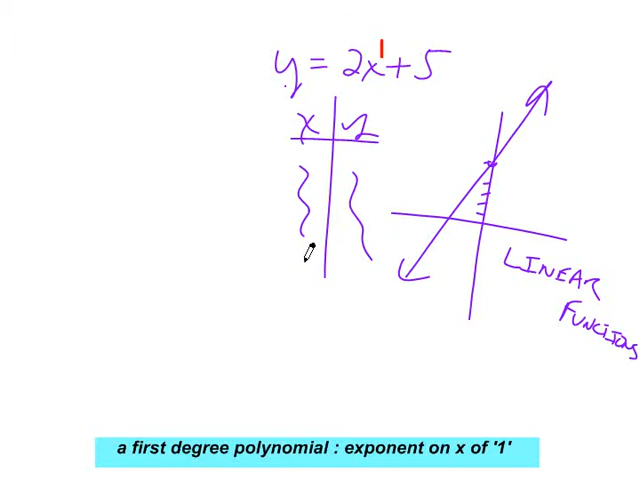 y = 2x¹ + 5
x y
LINEAR
FUNCTIONS
a first degree polynomial : exponent on x of '1'